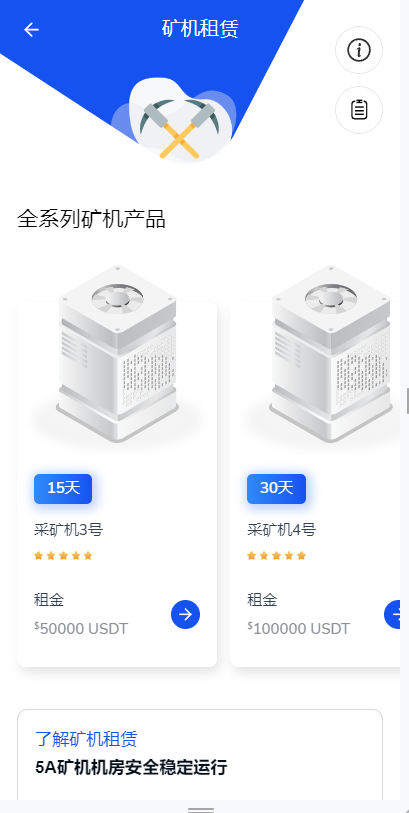 矿机租赁
全系列矿机产品
15天
采矿机3号
租金
$50000 USDT
30天
采矿机4号
租金
$100000 USDT
了解矿机租赁
5A矿机机房安全稳定运行